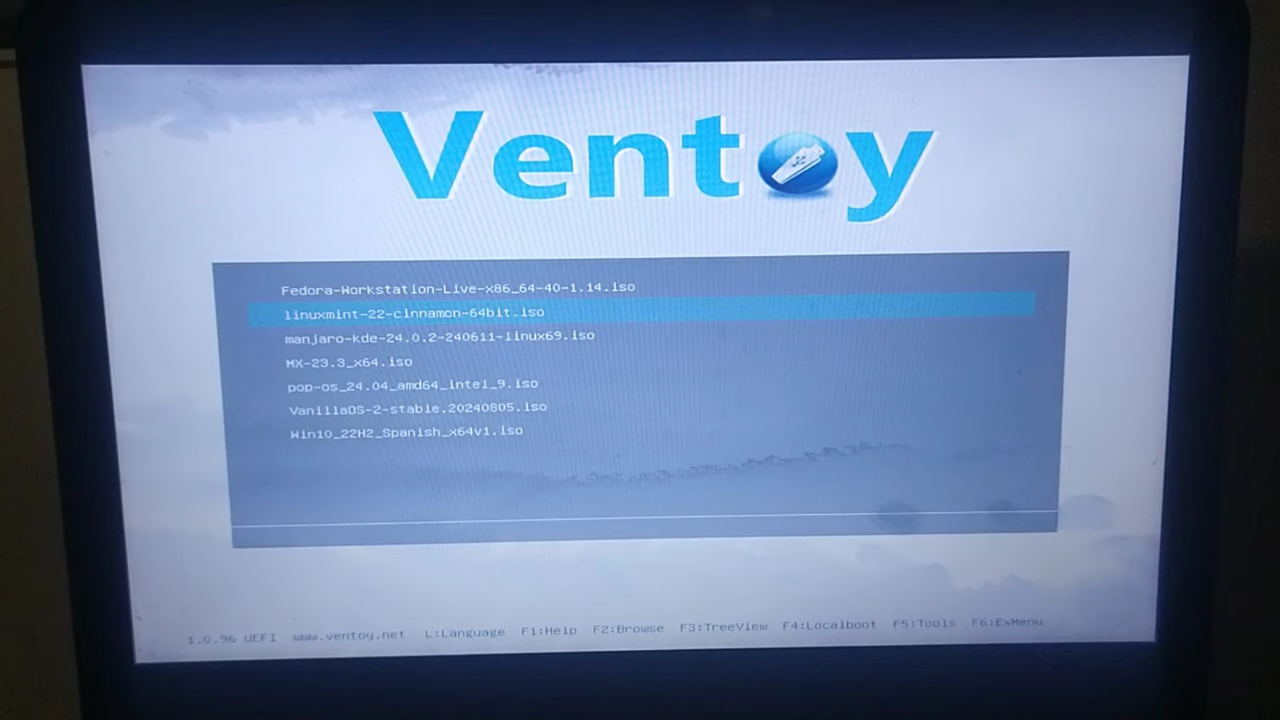 Ventoy
Fedora-Workstation-Live-x86_64-40-1.14.iso
linuxmint-22-cinnamon-64bit.iso
manjaro-kde-24.0.2-240611-linux69.iso
MX-23.3_x64.iso
pop-os_24.04_amd64_intel_9.iso
VanillaOS-2-stable.20240805.iso
Win10_22H2_Spanish_x64v1.iso
1.0.96 UEFI www.ventoy.net L:Language F1:Help F2:Browse F3:TreeView F4:Localboot F5:Tools F6:ExMenu